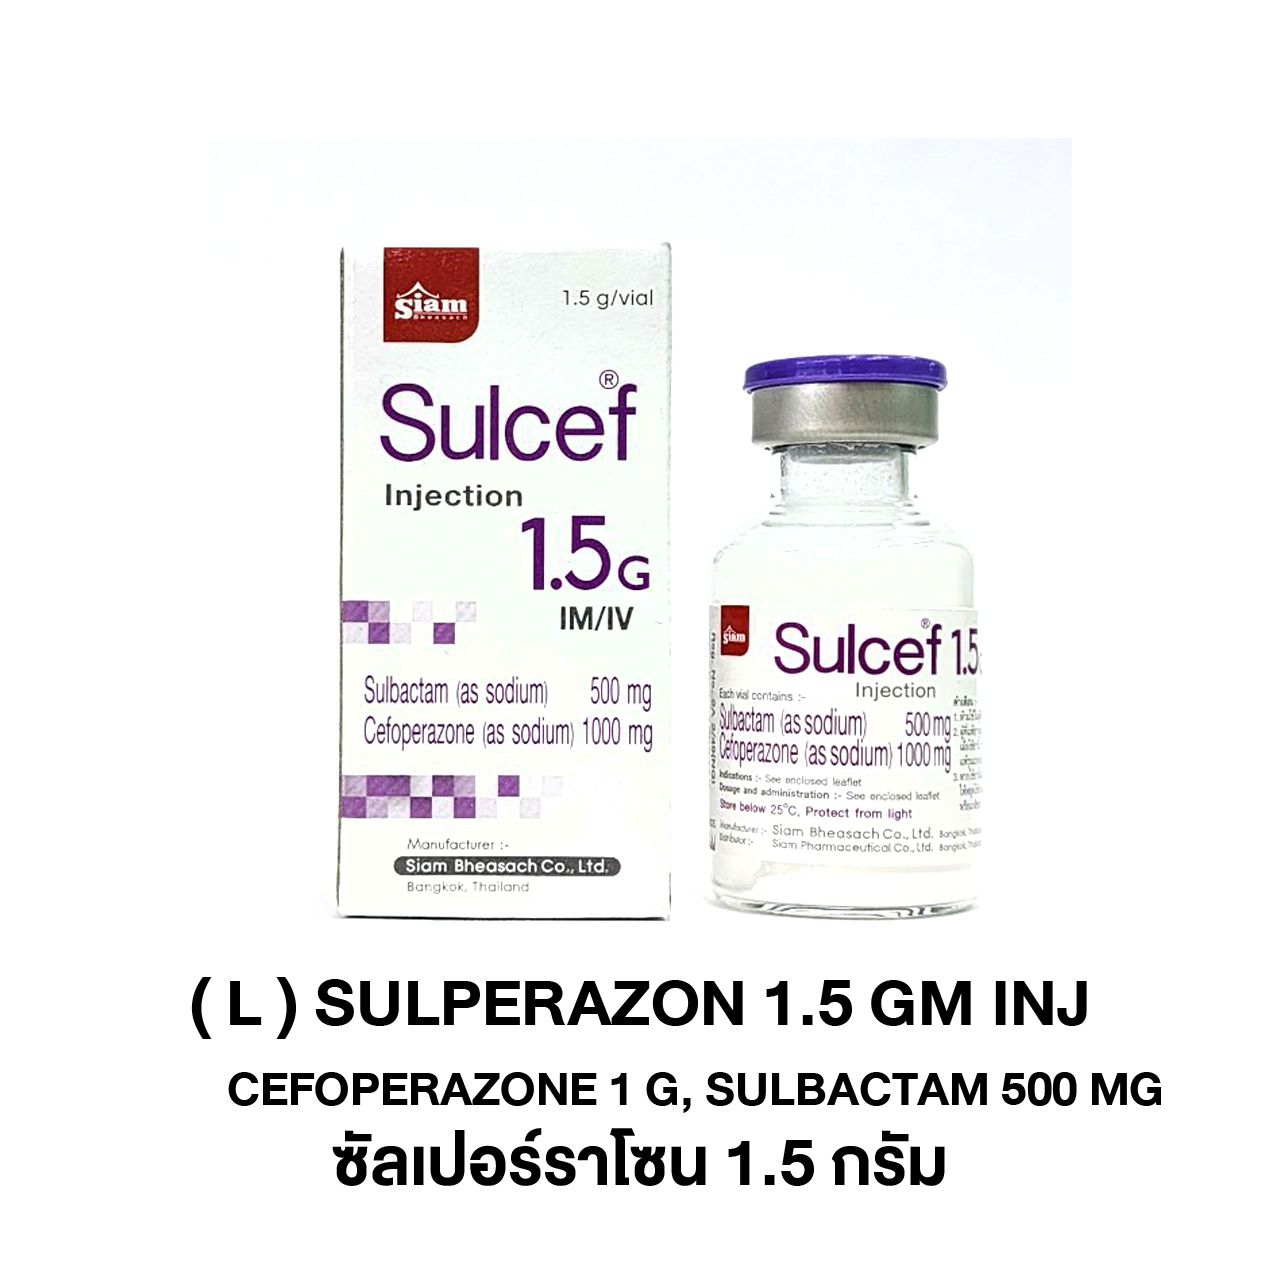 Siam
Bheasach
1.5 g/vial
Sulcef®
Injection
1.5G
IM/IV
Sulbactam (as sodium) 500 mg
Cefoperazone (as sodium) 1000 mg
Manufacturer :-
Siam Bheasach Co., Ltd.
Bangkok, Thailand
Siam
Sulcef® 1.5
Injection
Each vial contains :-
Sulbactam (as sodium) 500 mg
Cefoperazone (as sodium) 1000 mg
Indications :- See enclosed leaflet
Dosage and administration :- See enclosed leaflet
Store below 25°C, Protect from light
Manufacturer :- Siam Bheasach Co., Ltd. Bangkok,
Distributor :- Siam Pharmaceutical Co., Ltd. Bangkok,
( L ) SULPERAZON 1.5 GM INJ
CEFOPERAZONE 1 G, SULBACTAM 500 MG
ซัลเปอร์ราโซน 1.5 กรัม